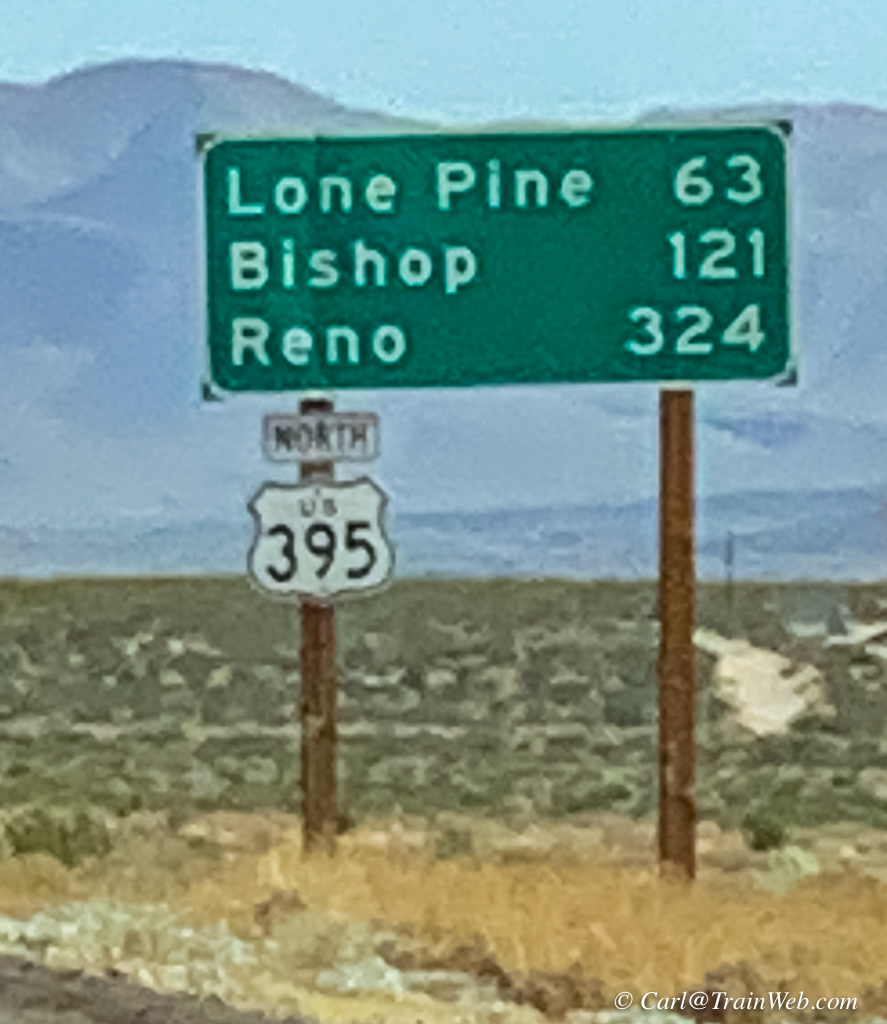 Lone Pine 63
Bishop 121
Reno 324
NORTH
US
395
© Carl@TrainWeb.com